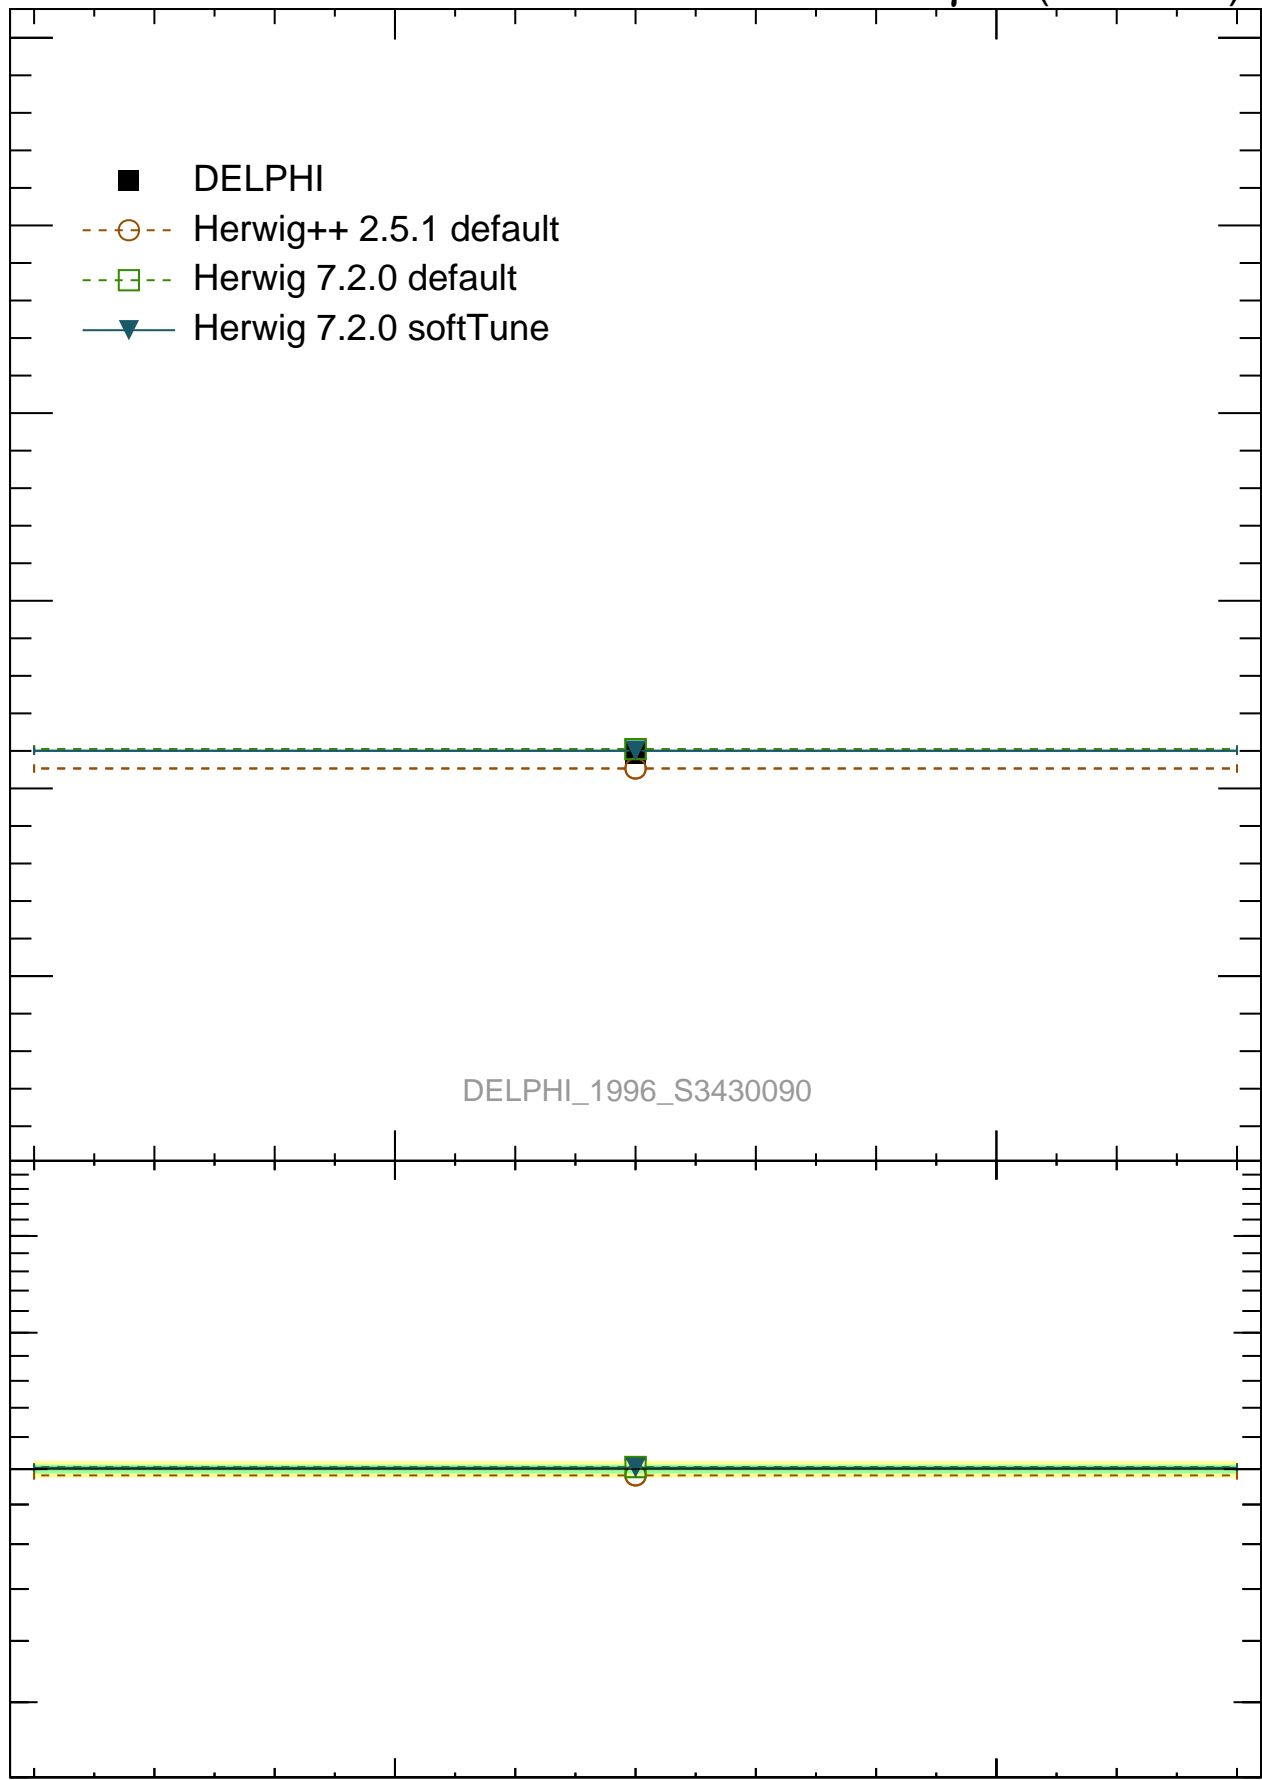 DELPHI
Herwig++ 2.5.1 default
Herwig 7.2.0 default
Herwig 7.2.0 softTune
DELPHI_1996_S3430090